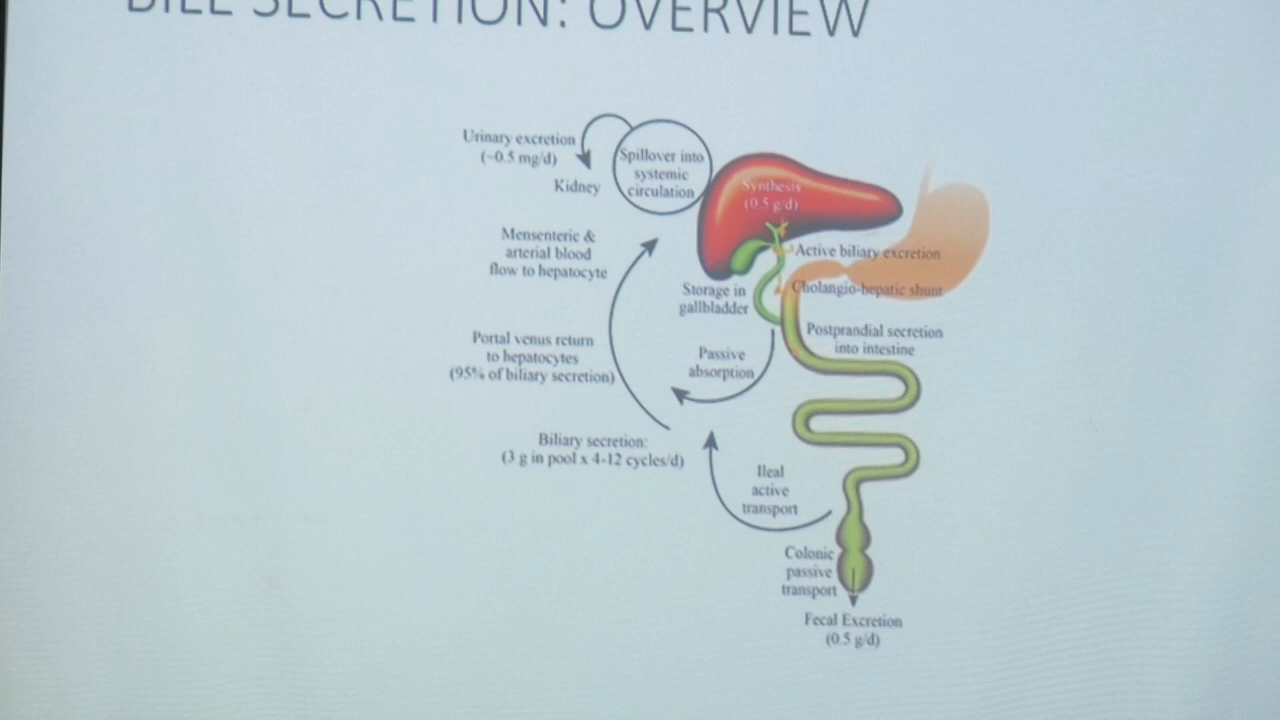 BILE SECRETION: OVERVIEW
Urinary excretion
(~0.5 mg/d)
Kidney
Spillover into
systemic
circulation
Synthesis
(0.5 g/d)
Mensenteric &
arterial blood
flow to hepatocyte
Active biliary excretion
Storage in
gallbladder
Cholangio-hepatic shunt
Portal venus return
to hepatocytes
(95% of biliary secretion)
Passive
absorption
Postprandial secretion
into intestine
Biliary secretion:
(3 g in pool x 4-12 cycles/d)
Ileal
active
transport
Colonic
passive
transport
Fecal Excretion
(0.5 g/d)